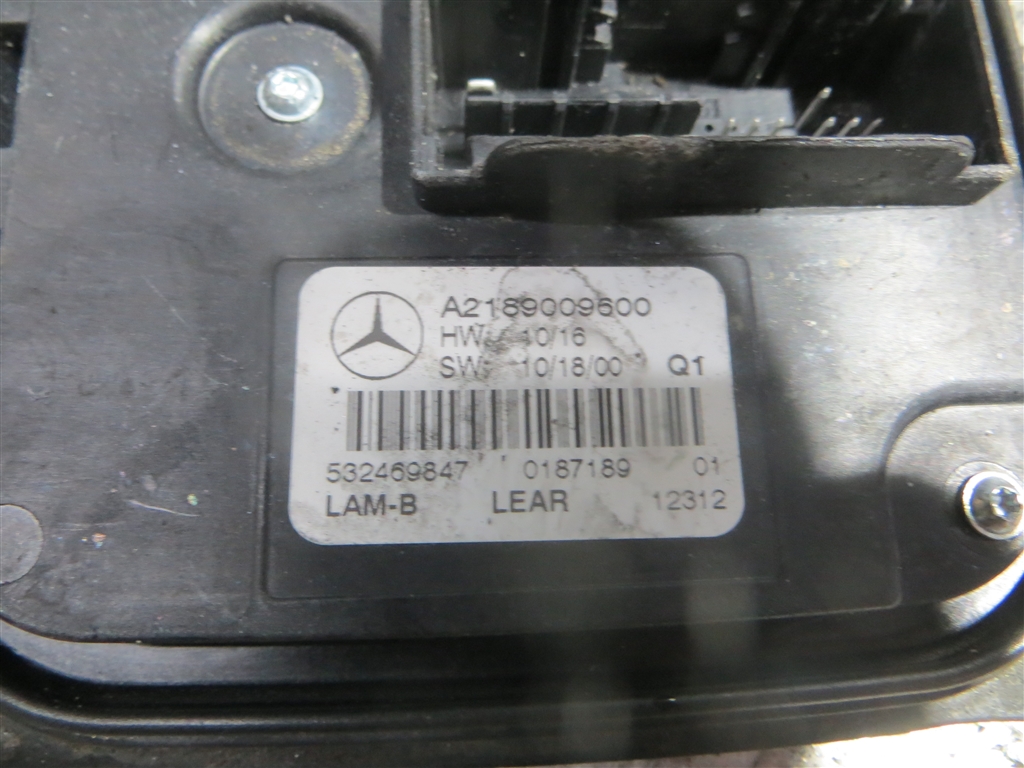 A2189009600
HW: 10/16
SW: 10/18/00 Q1
532469847 0187189 01
LAM-B LEAR 12312